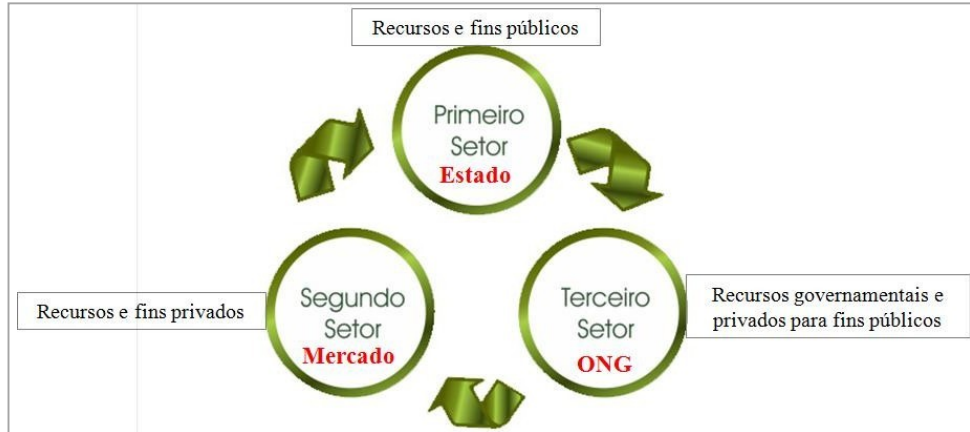 Recursos e fins públicos
Primeiro
Setor
Estado
Recursos e fins privados
Segundo
Setor
Mercado
Terceiro
Setor
ONG
Recursos governamentais e
privados para fins públicos